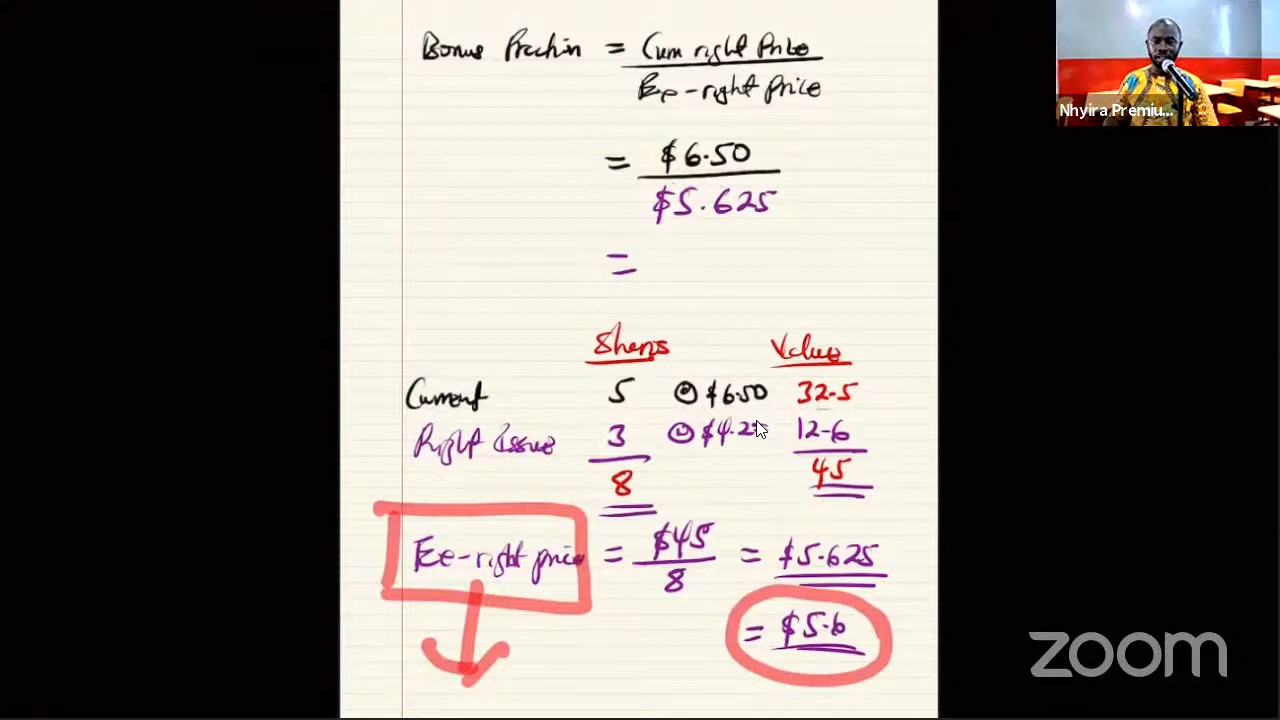 Bonus Fraction = Cum right Price
Ex-right price
= $6.50
$5.625
=
Shares Value
Current 5 @ $6.50 32-5
Right issue 3 @ $4.2 12-6
8 45
Ex-right price = $45 = $5.625
8
= $5.6
Nhyira Premiu...
zoom